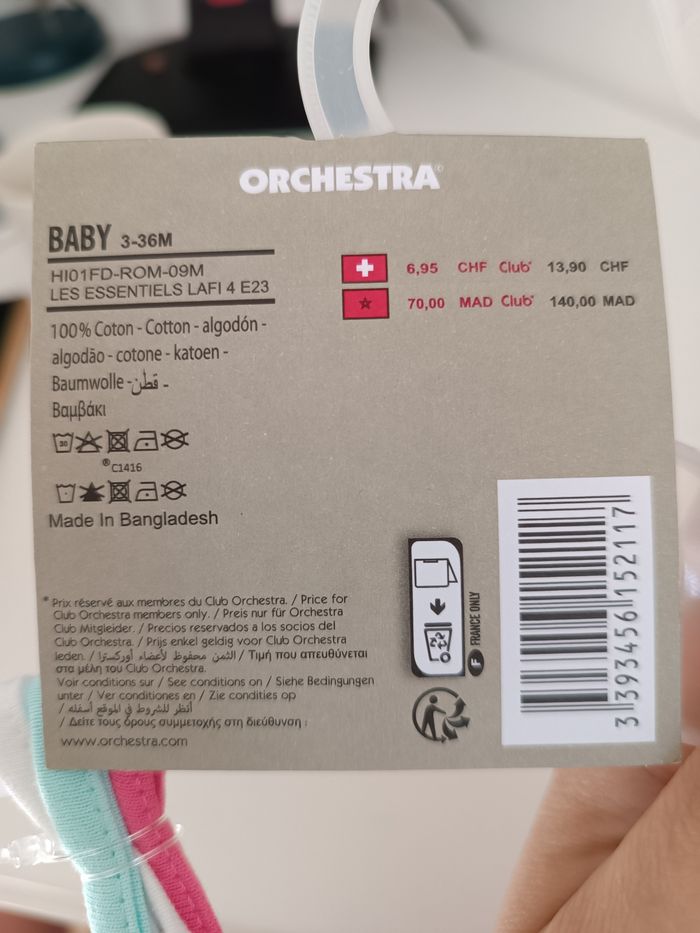 ORCHESTRA®
BABY 3-36M
HI01FD-ROM-09M
LES ESSENTIELS LAFI 4 E23
6,95 CHF Club* 13,90 CHF
70,00 MAD Club* 140,00 MAD
100% Coton - Cotton - algodón -
algodão - cotone - katoen -
Baumwolle - قطن -
Βαμβάκι
30
®C1416
Made In Bangladesh
* Prix réservé aux membres du Club Orchestra. / Price for
Club Orchestra members only. / Preis nur für Orchestra
Club Mitglieder. / Precios reservados a los socios del
Club Orchestra. / Prijs enkel geldig voor Club Orchestra
leden. / الثمن محفوظ لأعضاء أوركسترا / Τιμή που απευθύνεται
στα μέλη του Club Orchestra.
Voir conditions sur / See conditions on / Siehe Bedingungen
unter / Ver condiciones en / Zie condities op
/ أنظر للشروط في الموقع أسفله
/ Δείτε τους όρους συμμετοχής στη διεύθυνση :
www.orchestra.com
F FRANCE ONLY
3 393456 152117